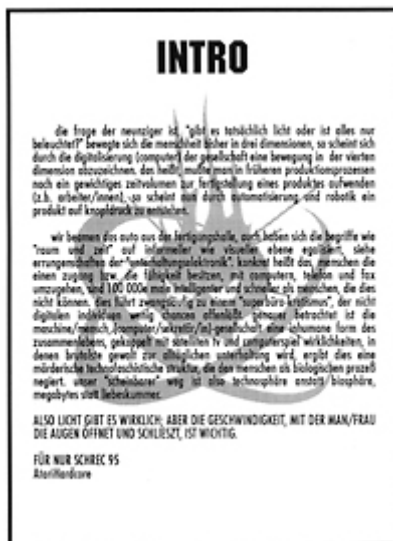 INTRO
die frage der neunziger ist, "gibt es tatsächlich licht oder ist alles nur
beleuchtet?" bewegte sich die menschheit bisher in drei dimensionen, so scheint sich
durch die digitalisierung (computer) der gesellschaft eine bewegung in der vierten
dimension abzuzeichnen. das heißt, mußte man in früheren produktionsprozessen
noch ein gewichtiges zeitvolumen zur fertigstellung eines produktes aufwenden
(z.b. arbeiter/innen), so scheint nun durch automatisierung und robotik ein
produkt auf knopfdruck zu entstehen.
wir beamen das auto aus der fertigungshalle, auch haben sich die begriffe wie
"raum und zeit" auf informeller wie visueller ebene egalisiert, siehe
errungenschaften der "unterhaltungselektronik". konkret heißt das, menschen die
einen zugang bzw. die fähigkeit besitzen, mit computern, telefon und fax
umzugehen, sind 100 000e male intelligenter und schneller als menschen, die dies
nicht können. dies führt zwangsläufig zu einem "superbüro-kratismus", der nicht
digitalen individuen wenig chancen offenläßt. genauer betrachtet ist die
maschine/mensch (computer/sekretär/in)-gesellschaft eine inhumane form des
zusammenlebens, gekoppelt mit satelliten tv und computerspiel wirklichkeiten, in
denen brutalste gewalt zur alltäglichen unterhaltung wird, ergibt dies eine
mörderische technofaschistische struktur, die den menschen als biologischen prozeß
negiert. unser "scheinbarer" weg ist also technosphäre anstatt biosphäre,
megabytes statt liebeskummer.
ALSO LICHT GIBT ES WIRKLICH; ABER DIE GESCHWINDIGKEIT, MIT DER MAN/FRAU
DIE AUGEN ÖFFNET UND SCHLIESZT, IST WICHTIG.
FÜR NUR SCHREC 95
AtariHardcore